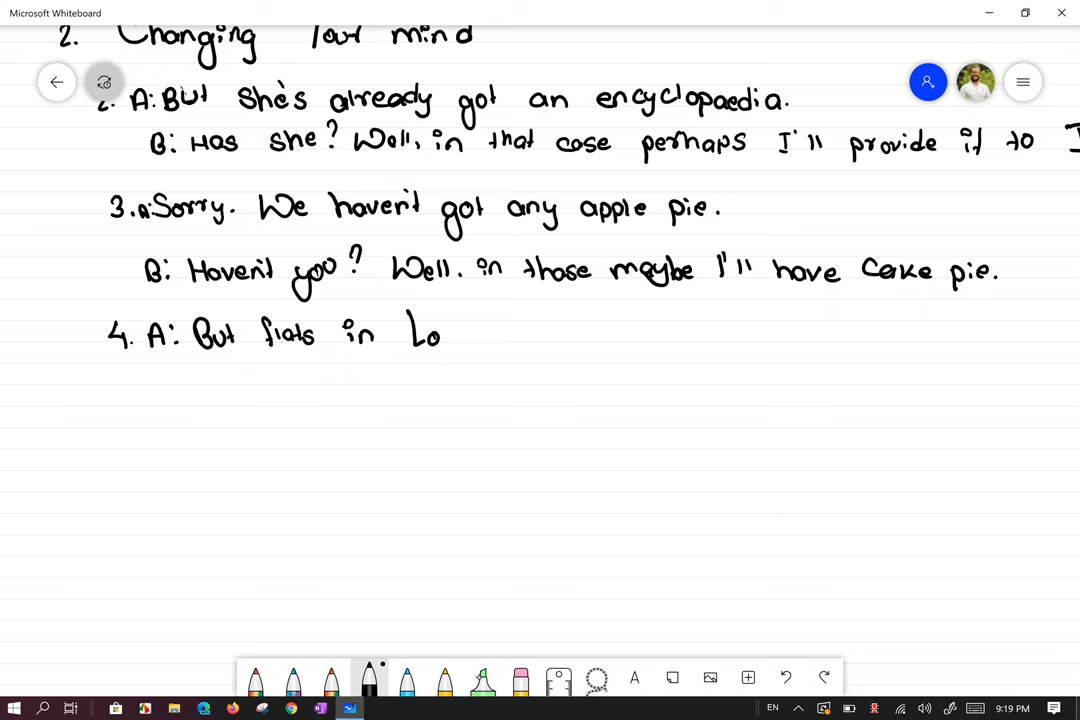 Microsoft Whiteboard
2. Changing Your mind
2. A: But She's already got an encyclopaedia.
B: Has she? Well, in that case perhaps I'll provide it to
3. A: Sorry. We haven't got any apple pie.
B: Haven't you? Well. in those maybe I'll have Cake pie.
4. A: But flats in Lo
EN 9:19 PM